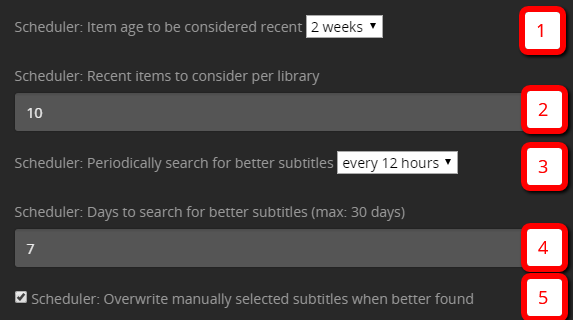 Scheduler: Item age to be considered recent 2 weeks 1
Scheduler: Recent items to consider per library
10 2
Scheduler: Periodically search for better subtitles every 12 hours 3
Scheduler: Days to search for better subtitles (max: 30 days)
7 4
Scheduler: Overwrite manually selected subtitles when better found 5